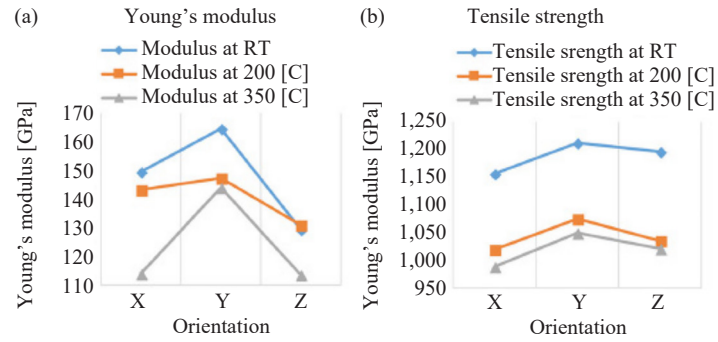 (a) Young's modulus
Modulus at RT
Modulus at 200 [C]
Modulus at 350 [C]
Young's modulus [GPa]
170
160
150
140
130
120
110
X Y Z
Orientation
(b) Tensile strength
Tensile srength at RT
Tensile srength at 200 [C]
Tensile srength at 350 [C]
Young's modulus [GPa]
1,250
1,200
1,150
1,100
1,050
1,000
950
X Y Z
Orientation